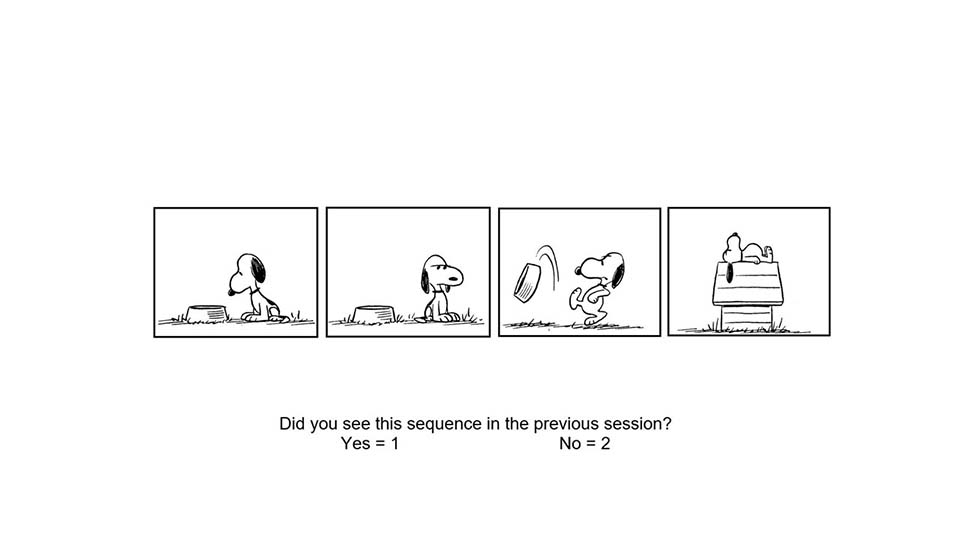 Did you see this sequence in the previous session?
Yes = 1 No = 2